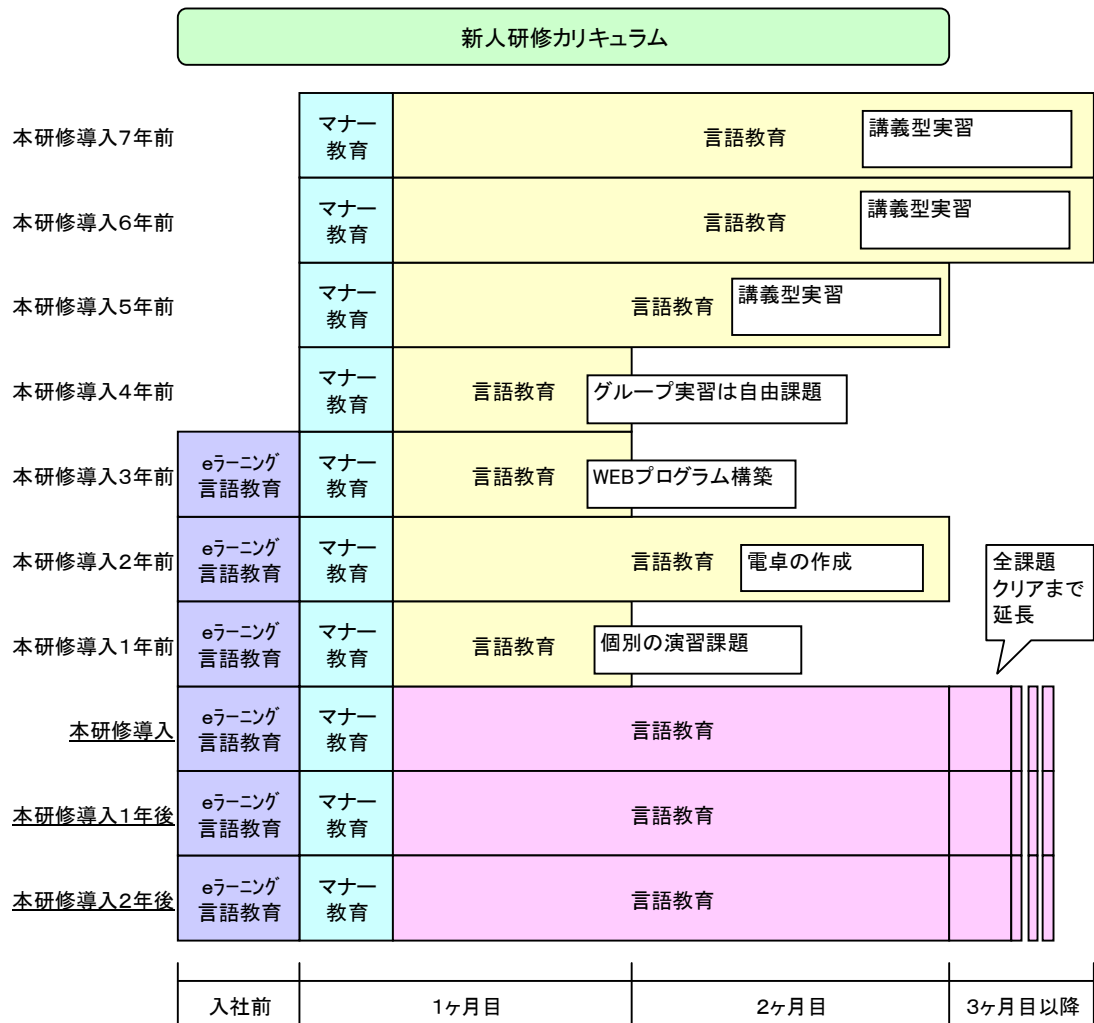 新人研修カリキュラム
本研修導入7年前
マナー
教育
言語教育
講義型実習
本研修導入6年前
マナー
教育
言語教育
講義型実習
本研修導入5年前
マナー
教育
言語教育
講義型実習
本研修導入4年前
マナー
教育
言語教育
グループ実習は自由課題
本研修導入3年前
eラーニング
言語教育
マナー
教育
言語教育
WEBプログラム構築
本研修導入2年前
eラーニング
言語教育
マナー
教育
言語教育
電卓の作成
全課題
クリアまで
延長
本研修導入1年前
eラーニング
言語教育
マナー
教育
言語教育
個別の演習課題
本研修導入
eラーニング
言語教育
マナー
教育
言語教育
本研修導入1年後
eラーニング
言語教育
マナー
教育
言語教育
本研修導入2年後
eラーニング
言語教育
マナー
教育
言語教育
入社前
1ヶ月目
2ヶ月目
3ヶ月目以降